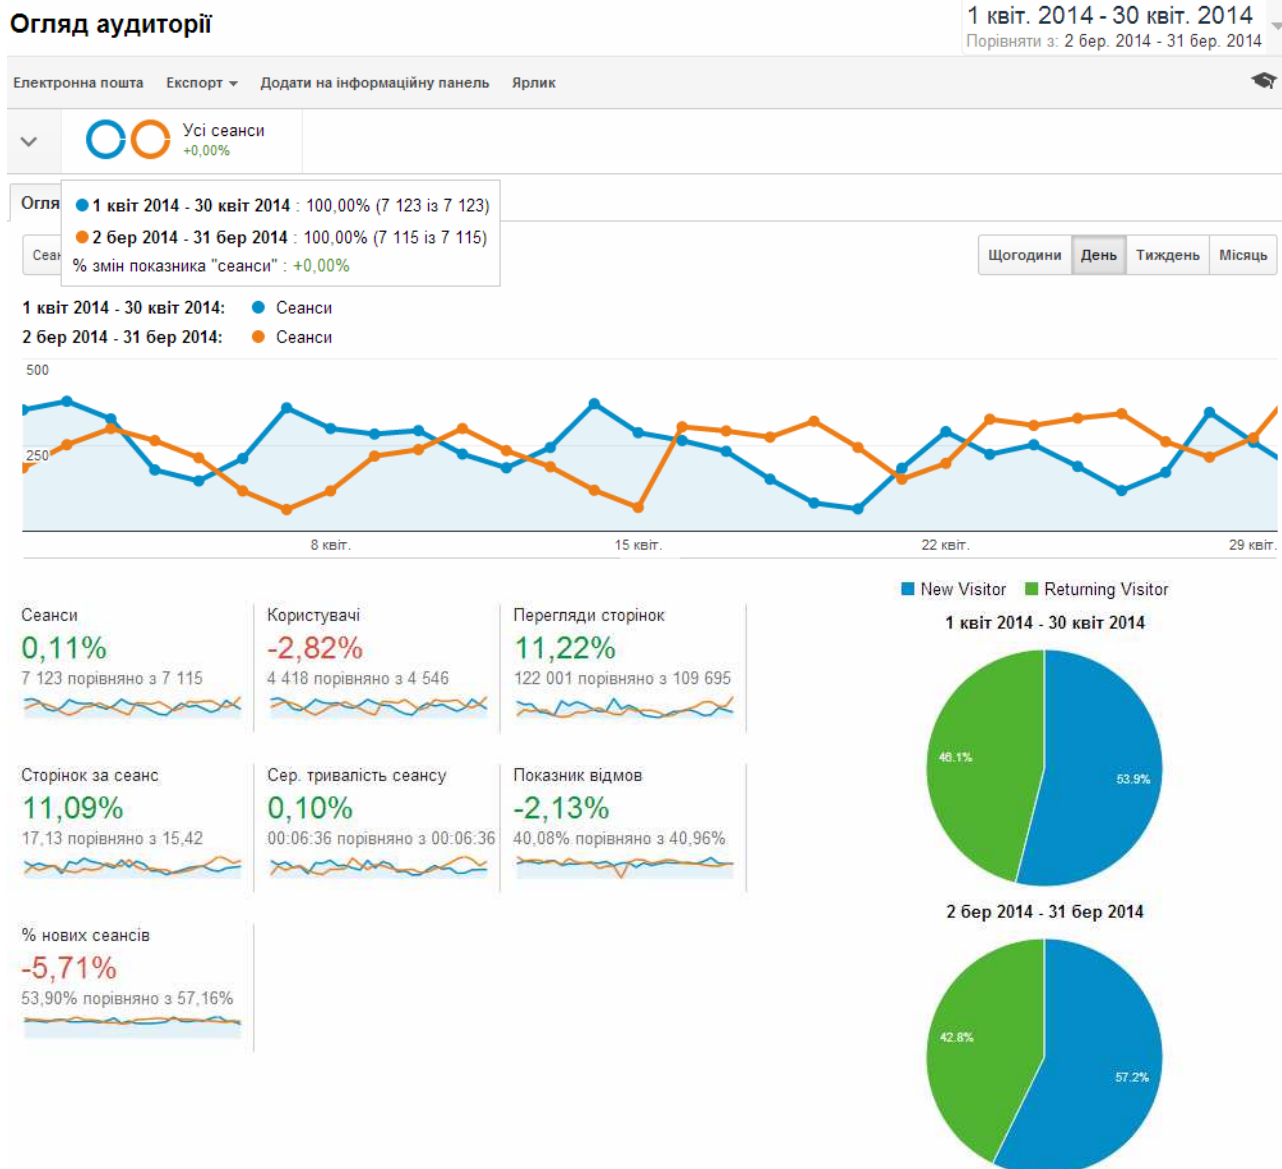 Огляд аудиторії
1 квіт. 2014 - 30 квіт. 2014
Порівняти з: 2 бер. 2014 - 31 бер. 2014
Електронна пошта Експорт Додати на інформаційну панель Ярлик
Усі сеанси
+0,00%
Огля
1 квіт 2014 - 30 квіт 2014 : 100,00% (7 123 із 7 123)
2 бер 2014 - 31 бер 2014 : 100,00% (7 115 із 7 115)
% змін показника "сеанси" : +0,00%
Сеан
Щогодини День Тиждень Місяць
1 квіт 2014 - 30 квіт 2014: Сеанси
2 бер 2014 - 31 бер 2014: Сеанси
500
250
8 квіт. 15 квіт. 22 квіт. 29 квіт.
Сеанси
0,11%
7 123 порівняно з 7 115
Користувачі
-2,82%
4 418 порівняно з 4 546
Перегляди сторінок
11,22%
122 001 порівняно з 109 695
Сторінок за сеанс
11,09%
17,13 порівняно з 15,42
Сер. тривалість сеансу
0,10%
00:06:36 порівняно з 00:06:36
Показник відмов
-2,13%
40,08% порівняно з 40,96%
% нових сеансів
-5,71%
53,90% порівняно з 57,16%
New Visitor Returning Visitor
1 квіт 2014 - 30 квіт 2014
46.1%
53.9%
2 бер 2014 - 31 бер 2014
42.8%
57.2%